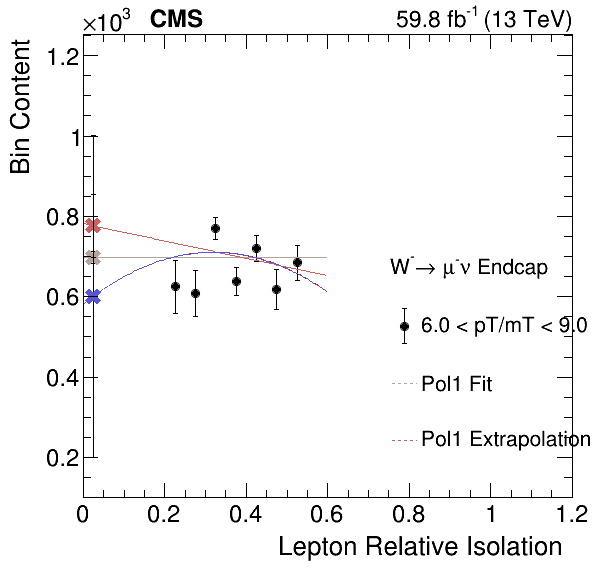 ×10³ CMS 59.8 fb⁻¹ (13 TeV)
Bin Content
1.2
1
0.8
0.6
0.4
0.2
W⁻→ μ⁻ν Endcap
6.0 < pT/mT < 9.0
Pol1 Fit
Pol1 Extrapolation
0 0.2 0.4 0.6 0.8 1 1.2
Lepton Relative Isolation